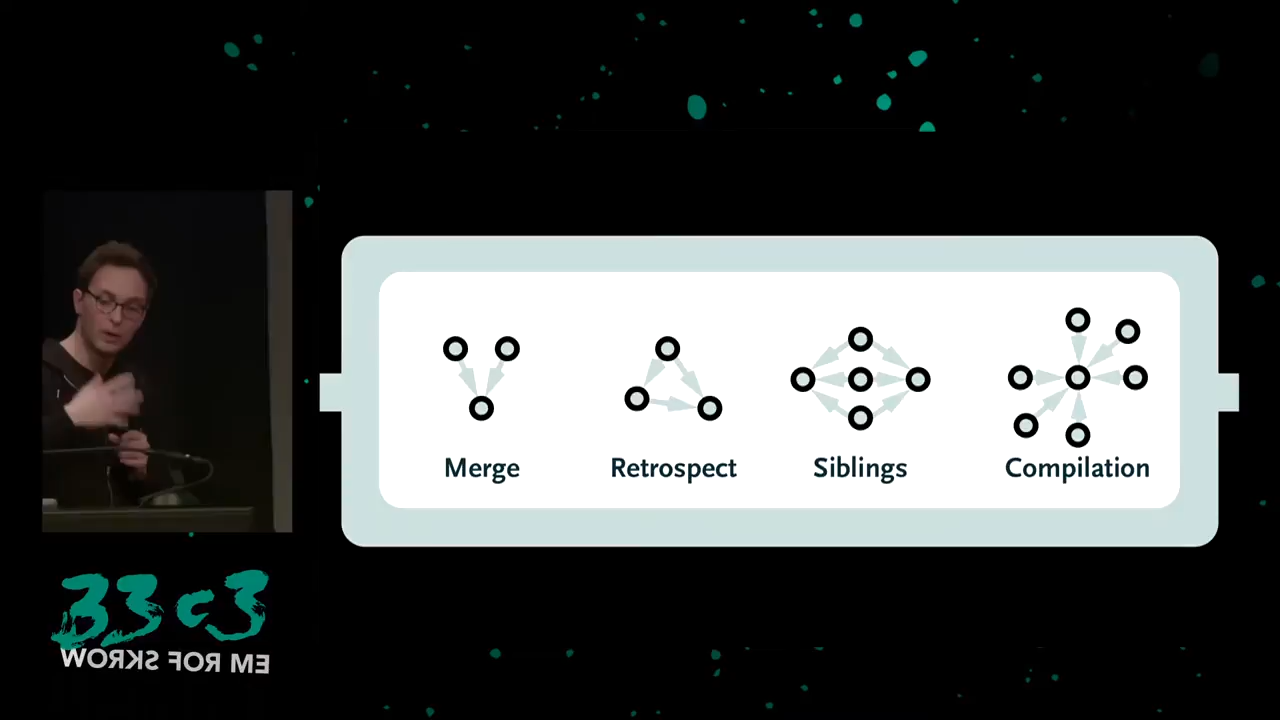 Merge
Retrospect
Siblings
Compilation
33c3
WORKS FOR ME